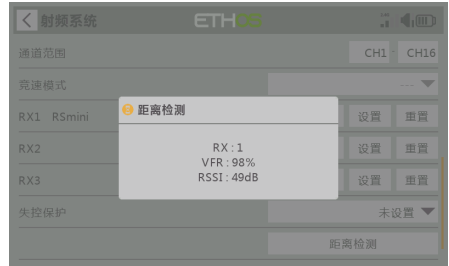 射频系统 ETHOS
通道范围 CH1 - CH16
竞速模式 ---
RX1 RSmini 设置 重置
RX2 设置 重置
RX3 设置 重置
失控保护 未设置
距离检测
距离检测
RX:1
VFR:98%
RSSI:49dB